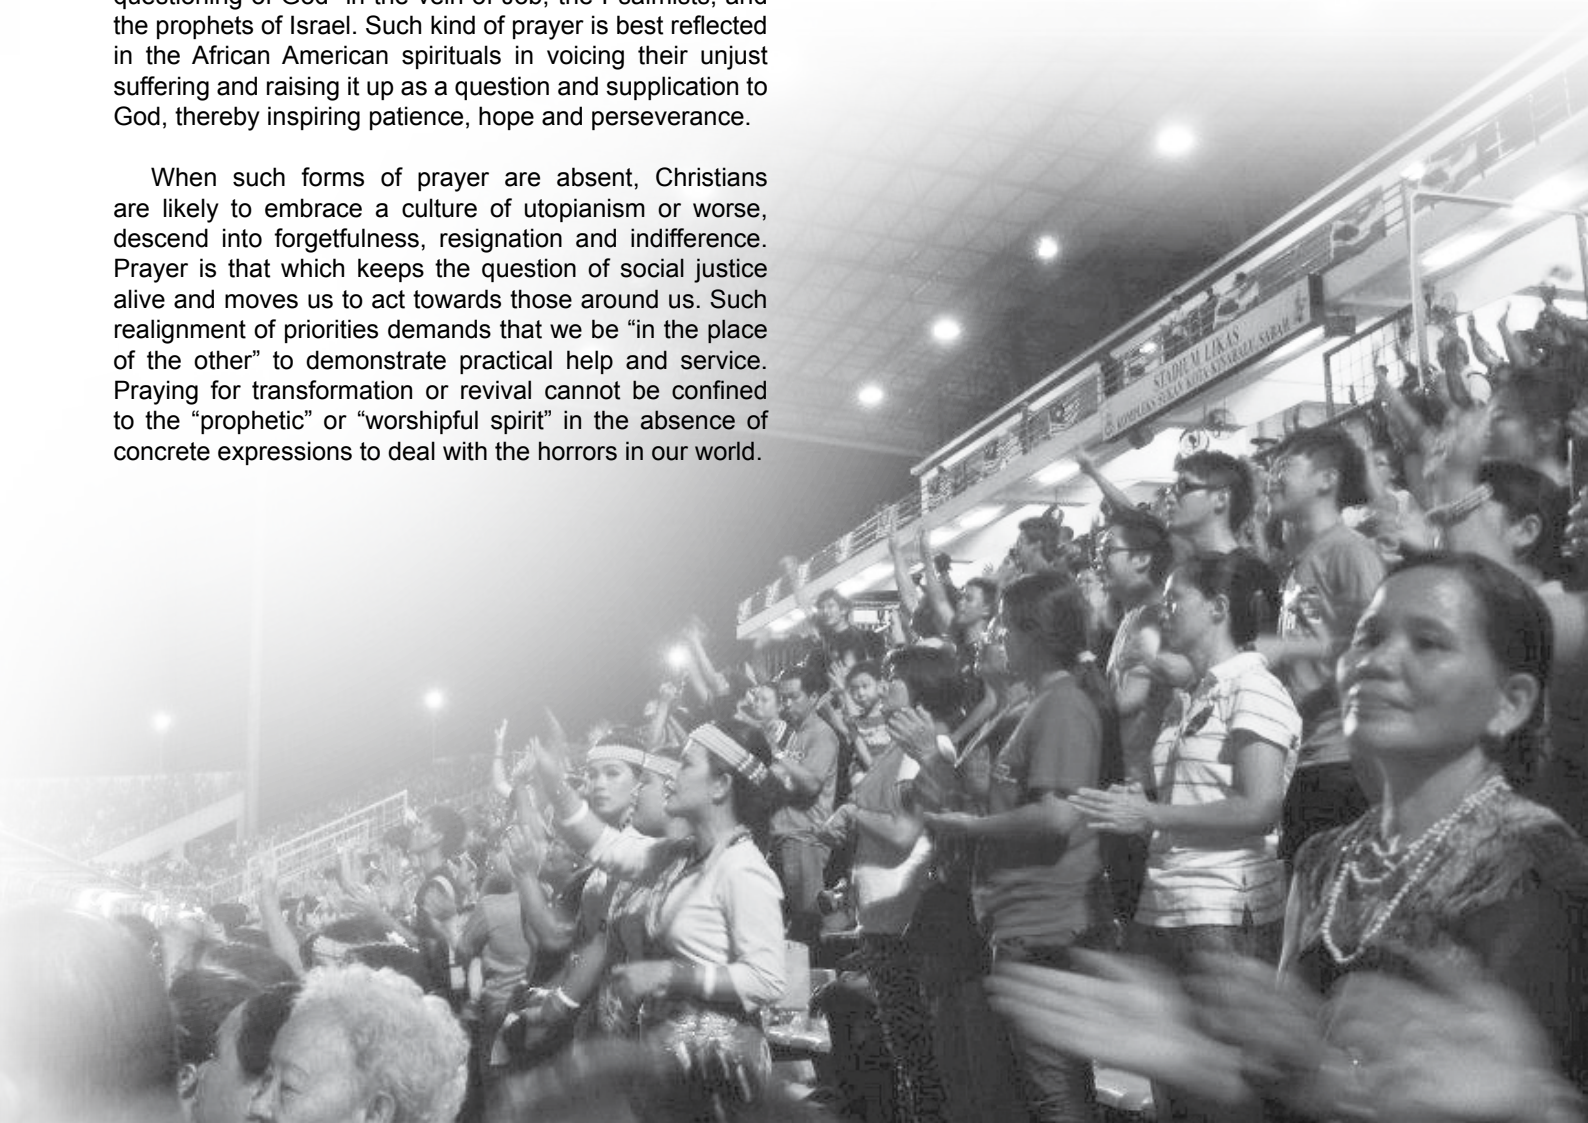 questioning of God" in the vein of Job, the Psalmists, and
the prophets of Israel. Such kind of prayer is best reflected
in the African American spirituals in voicing their unjust
suffering and raising it up as a question and supplication to
God, thereby inspiring patience, hope and perseverance.
When such forms of prayer are absent, Christians
are likely to embrace a culture of utopianism or worse,
descend into forgetfulness, resignation and indifference.
Prayer is that which keeps the question of social justice
alive and moves us to act towards those around us. Such
realignment of priorities demands that we be “in the place
of the other” to demonstrate practical help and service.
Praying for transformation or revival cannot be confined
to the “prophetic” or “worshipful spirit” in the absence of
concrete expressions to deal with the horrors in our world.
STADIUM LIKAS
KOMPLEKS SUKAN KOTA KINABALU, SABAH